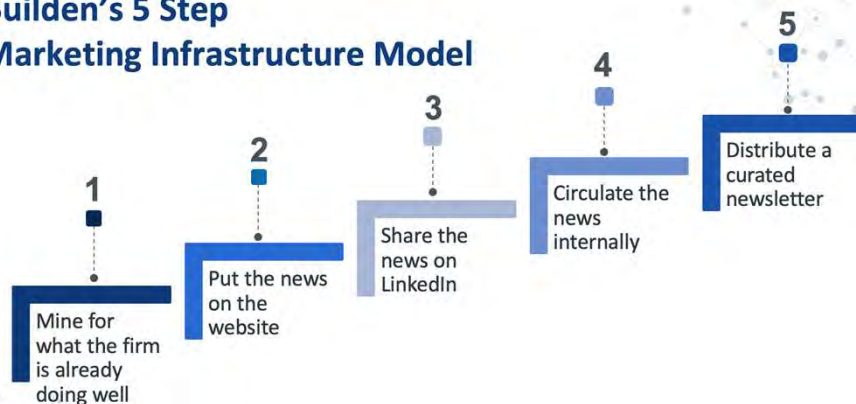 uilden's 5 Step
Marketing Infrastructure Model
1
Mine for
what the firm
is already
doing well
2
Put the news
on the
website
3
Share the
news on
LinkedIn
4
Circulate the
news
internally
5
Distribute a
curated
newsletter